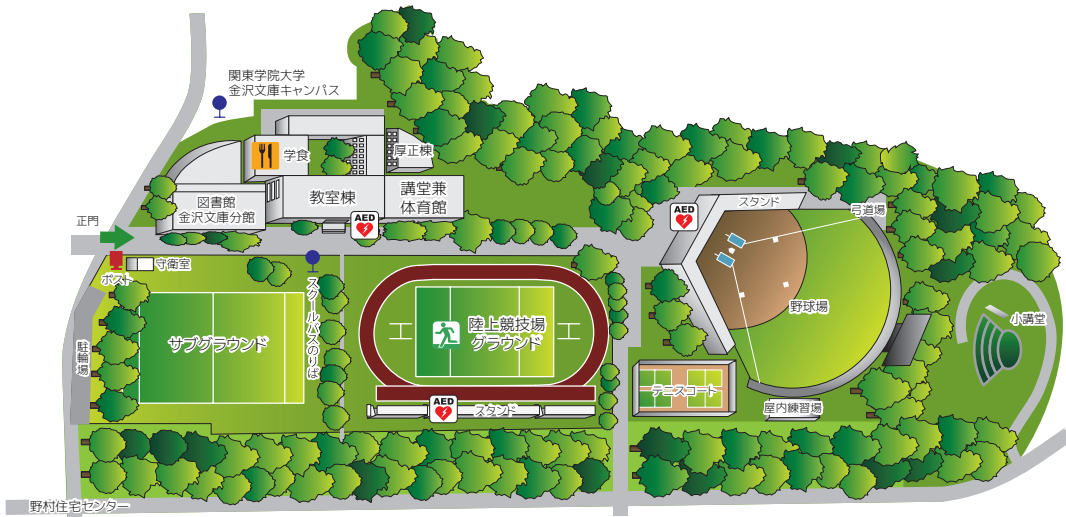 関東学院大学
金沢文庫キャンパス
学食
厚正棟
図書館
金沢文庫分館
教室棟
講堂兼
体育館
AED
AED
スタンド
弓道場
正門
ポスト
守衛室
スクールバスのりば
サブグラウンド
陸上競技場
グラウンド
野球場
小講堂
駐輪場
テニスコート
AED
スタンド
屋内練習場
野村住宅センター